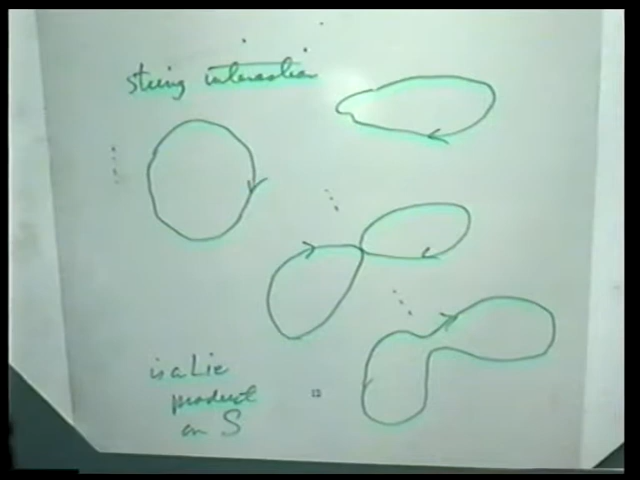 string interaction
is a Lie
product
on S